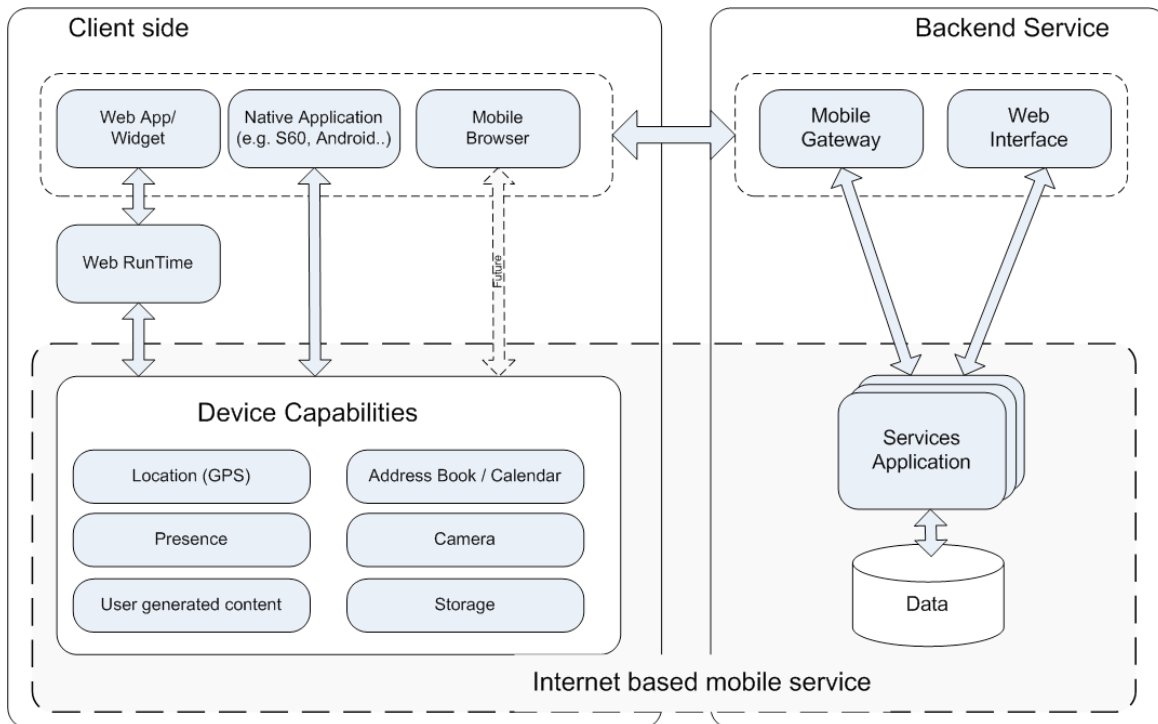 Client side
Backend Service
Web App/
Widget
Native Application
(e.g. S60, Android..)
Mobile
Browser
Mobile
Gateway
Web
Interface
Web RunTime
Future
Device Capabilities
Location (GPS)
Address Book / Calendar
Presence
Camera
User generated content
Storage
Services
Application
Data
Internet based mobile service